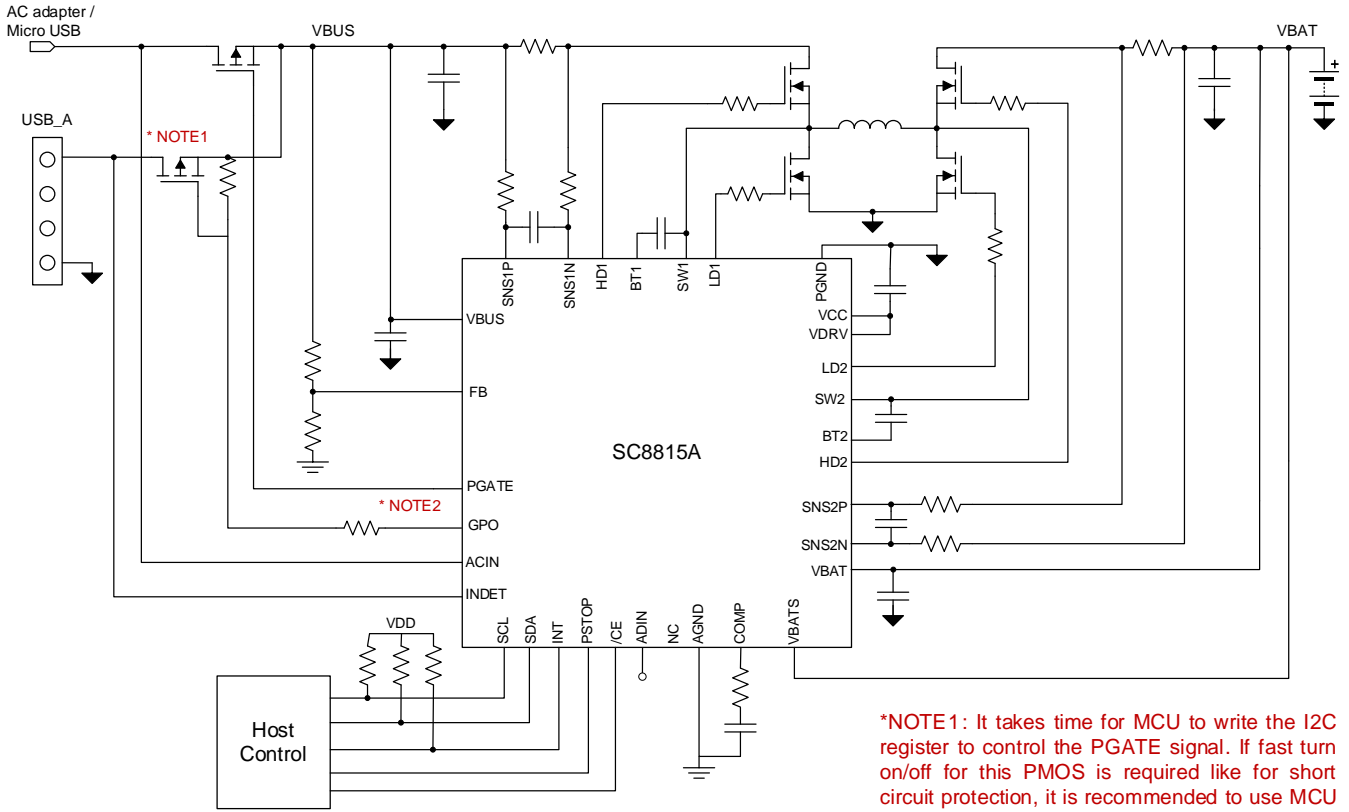 AC adapter /
Micro USB
VBUS
VBAT
+
USB_A
* NOTE1
SNS1P
SNS1N
HD1
BT1
SW1
LD1
PGND
VBUS
VCC
VDRV
LD2
FB
SW2
BT2
SC8815A
HD2
PGATE
* NOTE2
GPO
SNS2P
SNS2N
ACIN
VBAT
INDET
SCL
SDA
INT
PSTOP
/CE
ADIN
NC
AGND
COMP
VBATS
VDD
Host
Control
*NOTE1: It takes time for MCU to write the I2C
register to control the PGATE signal. If fast turn
on/off for this PMOS is required like for short
circuit protection, it is recommended to use MCU